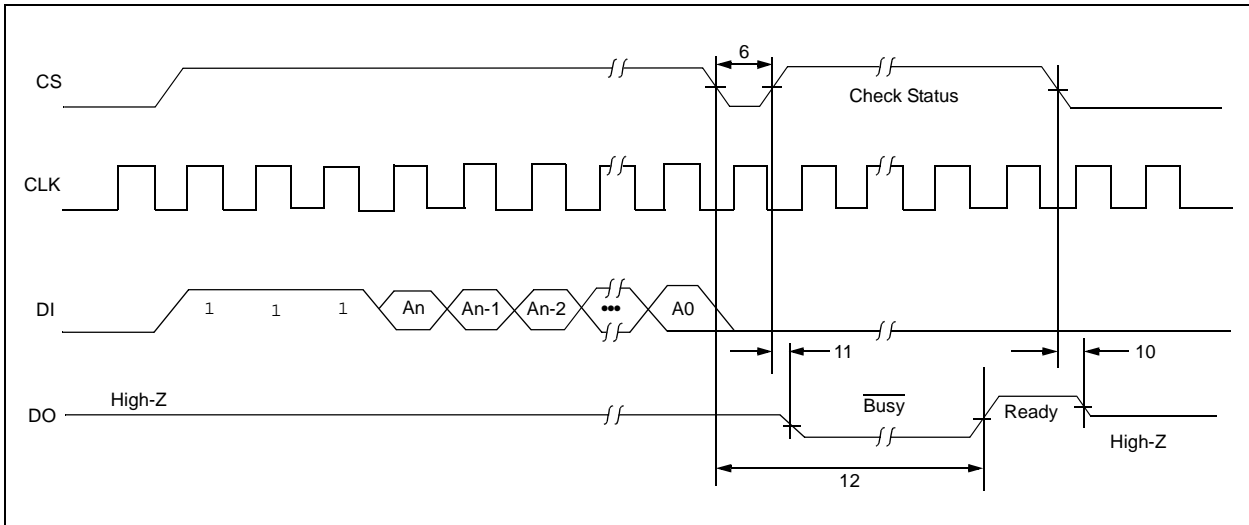 CS
6
Check Status
CLK
DI
1 1 1 An An-1 An-2 ••• A0
11
10
DO
High-Z
Busy
Ready
High-Z
12